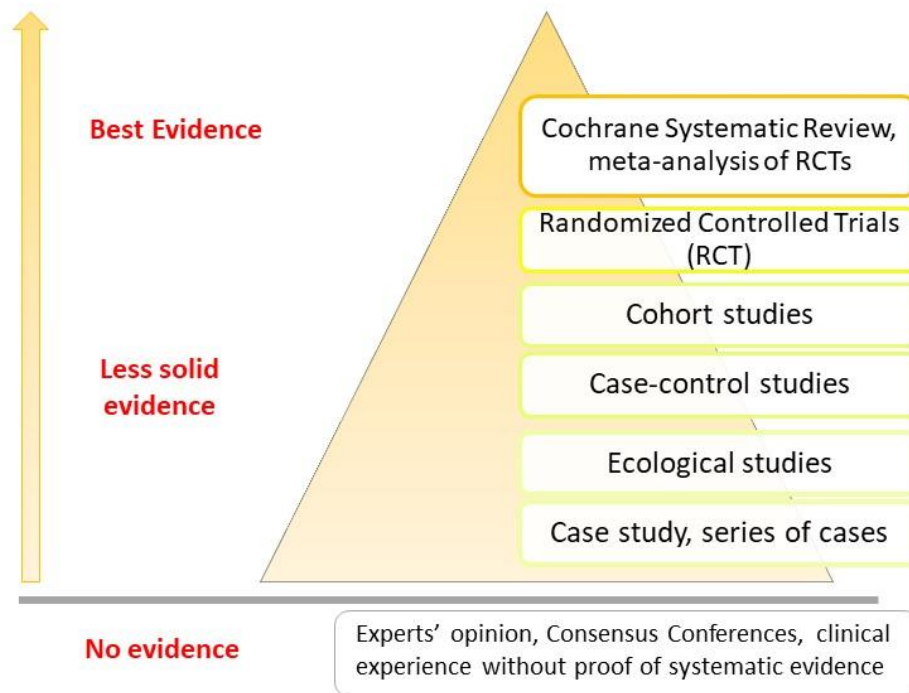 Best Evidence
Cochrane Systematic Review,
meta-analysis of RCTs
Randomized Controlled Trials
(RCT)
Cohort studies
Less solid
evidence
Case-control studies
Ecological studies
Case study, series of cases
No evidence
Experts' opinion, Consensus Conferences, clinical
experience without proof of systematic evidence